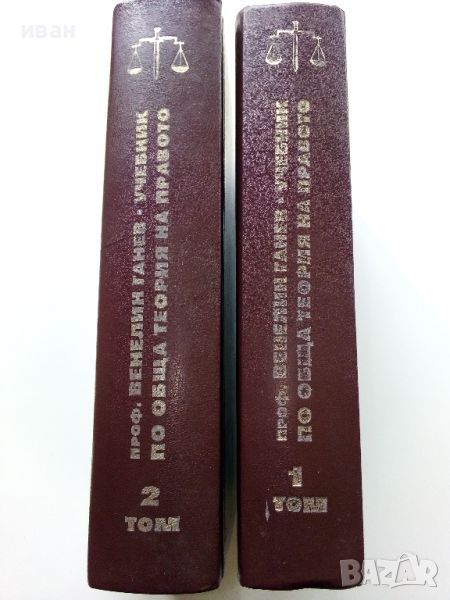 иван
проф. ВЕНЕЛИН ГАНЕВ • УЧЕБНИК
ПО ОБЩА ТЕОРИЯ НА ПРАВОТО
2
ТОМ
проф. ВЕНЕЛИН ГАНЕВ • УЧЕБНИК
ПО ОБЩА ТЕОРИЯ НА ПРАВОТО
1
ТОМ
BAZAR